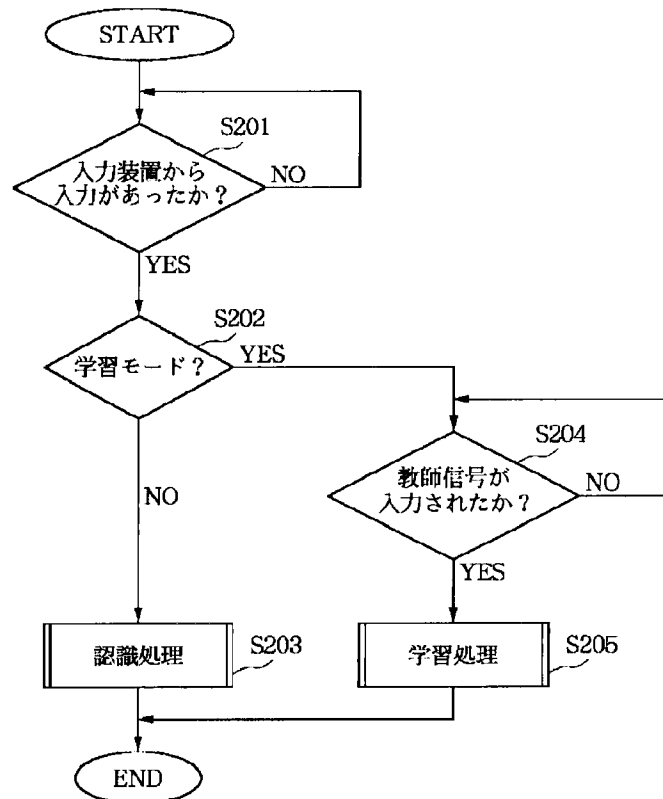 START
S201
入力装置から
入力があったか？
NO
YES
S202
学習モード？
YES
S204
教師信号が
入力されたか？
NO
NO
YES
認識処理
S203
学習処理
S205
END